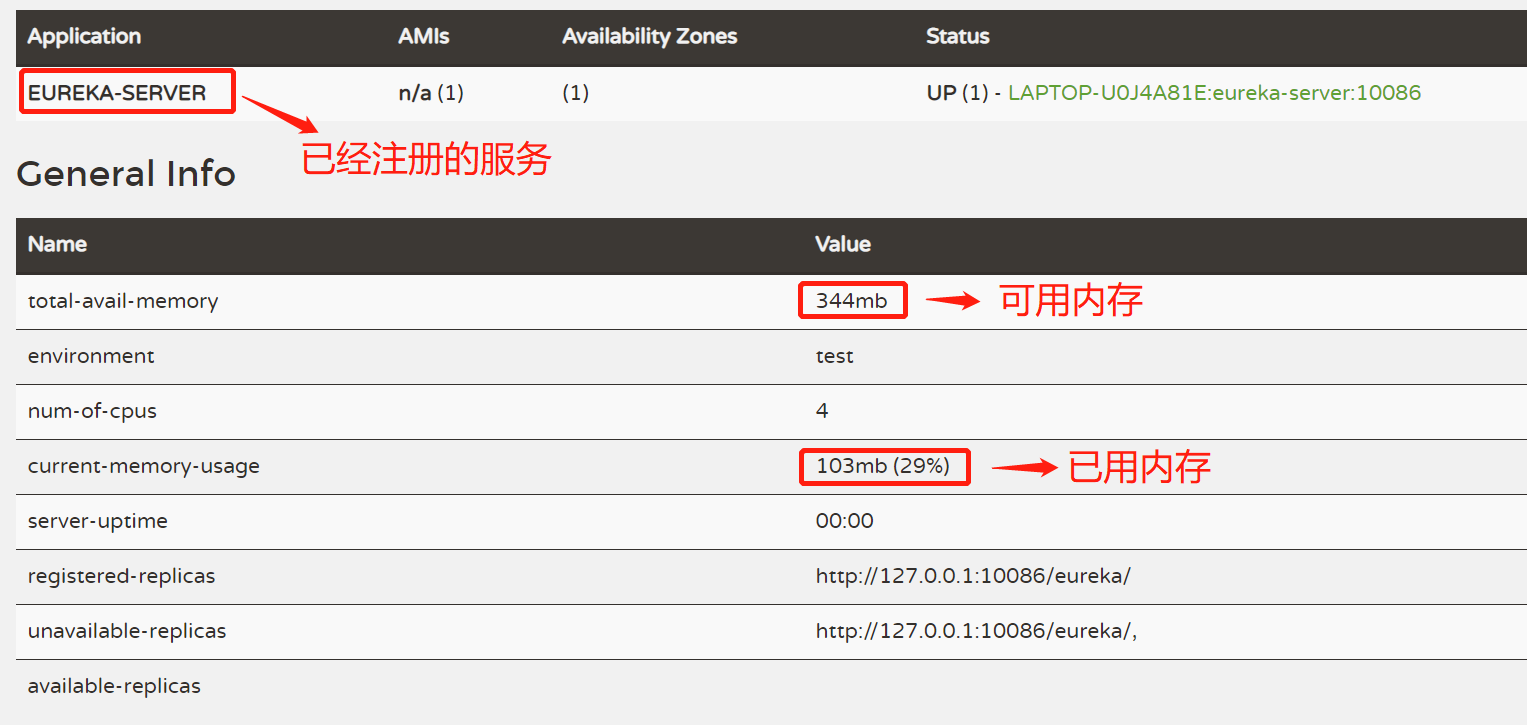 Application AMIs Availability Zones Status
EUREKA-SERVER n/a (1) (1) UP (1) - LAPTOP-U0J4A81E:eureka-server:10086
已经注册的服务
General Info
Name Value
total-avail-memory 344mb 可用内存
environment test
num-of-cpus 4
current-memory-usage 103mb (29%) 已用内存
server-uptime 00:00
registered-replicas http://127.0.0.1:10086/eureka/
unavailable-replicas http://127.0.0.1:10086/eureka/,
available-replicas